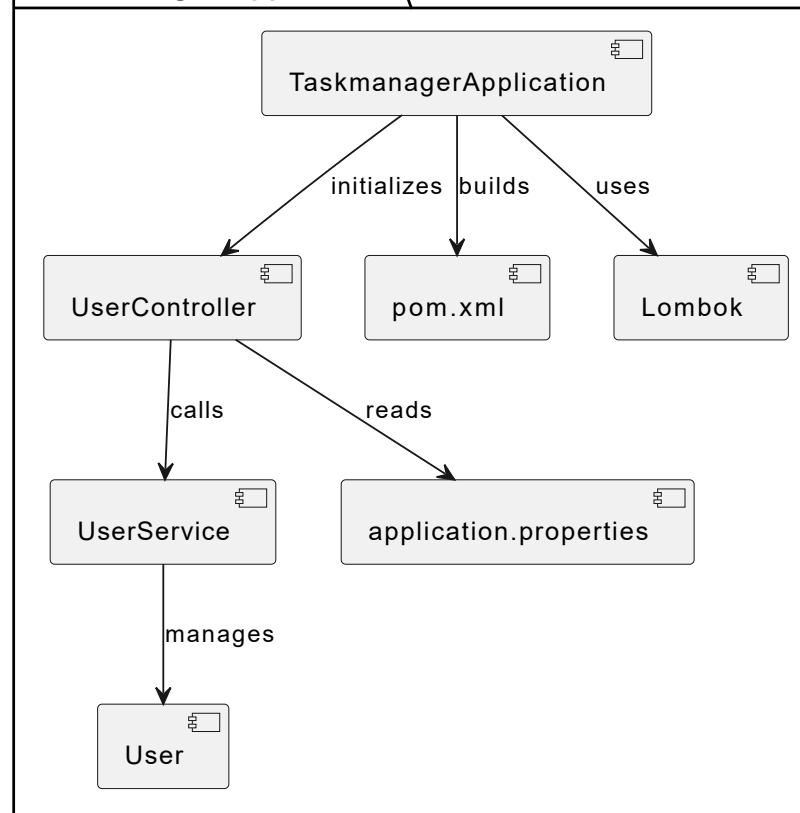 TaskmanagerApplication
initializes
builds
uses
UserController
pom.xml
Lombok
calls
reads
UserService
application.properties
manages
User